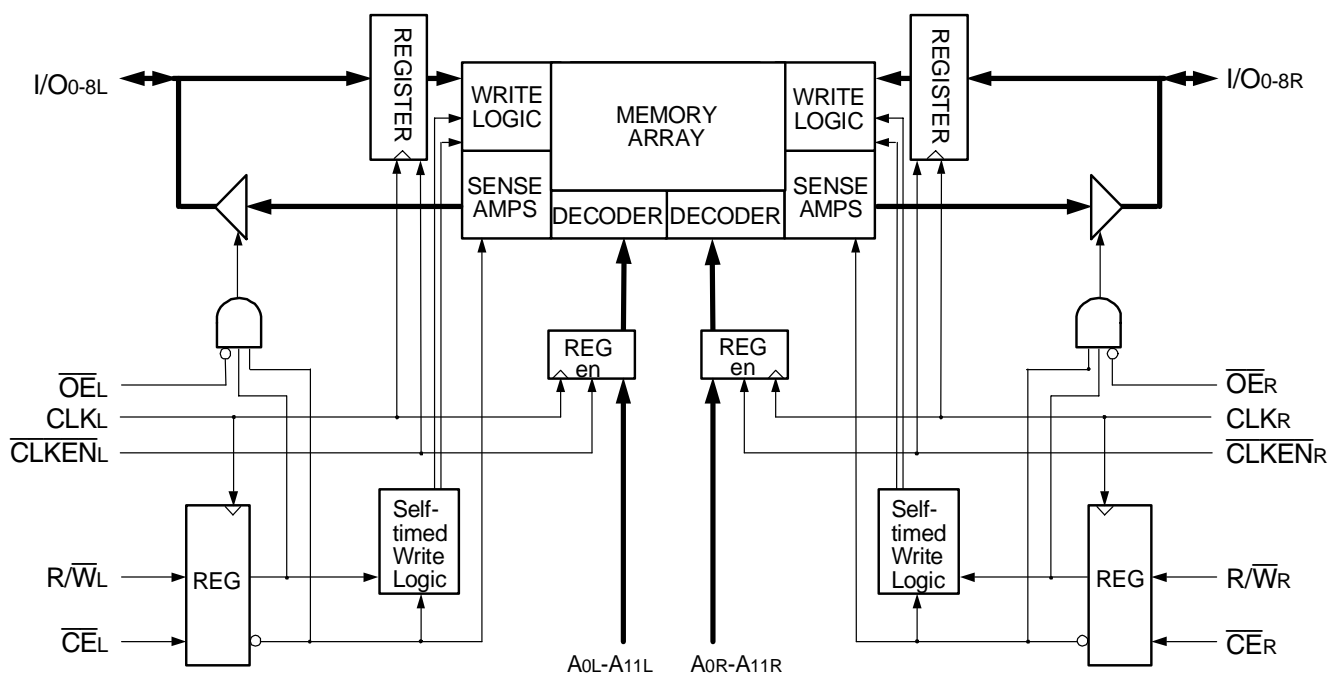 REGISTER
REGISTER
I/O0-8L
I/O0-8R
WRITE
LOGIC
MEMORY
ARRAY
WRITE
LOGIC
SENSE
AMPS
SENSE
AMPS
DECODER
DECODER
REG
en
REG
en
OEL
OER
CLKL
CLKR
CLKENL
CLKENR
Self-
timed
Write
Logic
Self-
timed
Write
Logic
R/WL
REG
REG
R/WR
CEL
CER
A0L-A11L
A0R-A11R